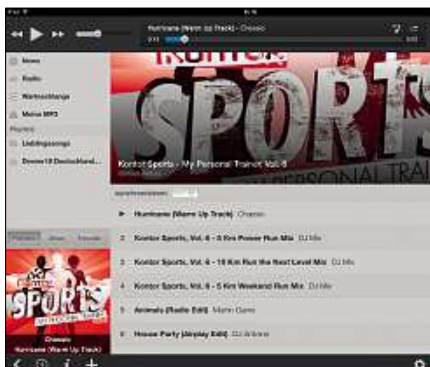 iPad
Hurricane (Warm Up Track) - Chassio
News
Radio
Warteschlange
Meine MP3
Playlists
Lieblingssongs
KONTOR
SPORTS
Kontor Sports - My Personal Trainer Vol. 6
Hurricane (Warm Up Track) Chassio
2 Kontor Sports, Vol. 6 - 5 Km Power Run Mix DJ Mix
3 Kontor Sports, Vol. 6 - 10 Km Run the Next Level Mix DJ Mix
4 Kontor Sports, Vol. 6 - 5 Km Weekend Run Mix DJ Mix
5 Animals (Radio Edit) Martin Garrix
6 House Party (Airplay Edit) DJ Antoine
KONTOR
SPORTS
Chassio
Hurricane (Warm Up Track)